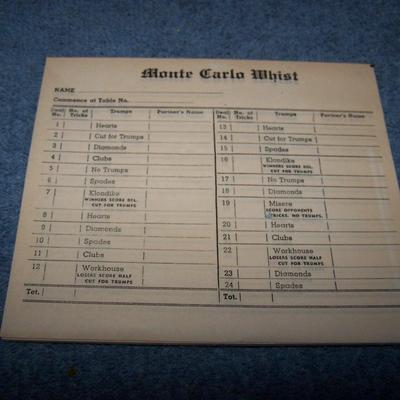 Monte Carlo Whist
NAME
Commence at Table No.
Deal No. | No. of Tricks | Trumps | Partner's Name
1 Hearts
2 Cut for Trumps
3 Diamonds
4 Clubs
5 No Trumps
6 Spades
7 Klondike
WINNERS SCORE DBL.
CUT FOR TRUMPS
8 Hearts
9 Diamonds
10 Spades
11 Clubs
12 Workhouse
LOSERS SCORE HALF
CUT FOR TRUMPS
Tot.
Deal No. | No. of Tricks | Trumps | Partner's Name
13 Hearts
14 Cut for Trumps
15 Spades
16 Klondike
WINNERS SCORE DBL.
CUT FOR TRUMPS
17 No Trumps
18 Diamonds
19 Misere
SCORE OPPONENTS
TRICKS. NO TRUMPS.
20 Hearts
21 Clubs
22 Workhouse
LOSERS SCORE HALF
CUT FOR TRUMPS
23 Diamonds
24 Spades
Tot.